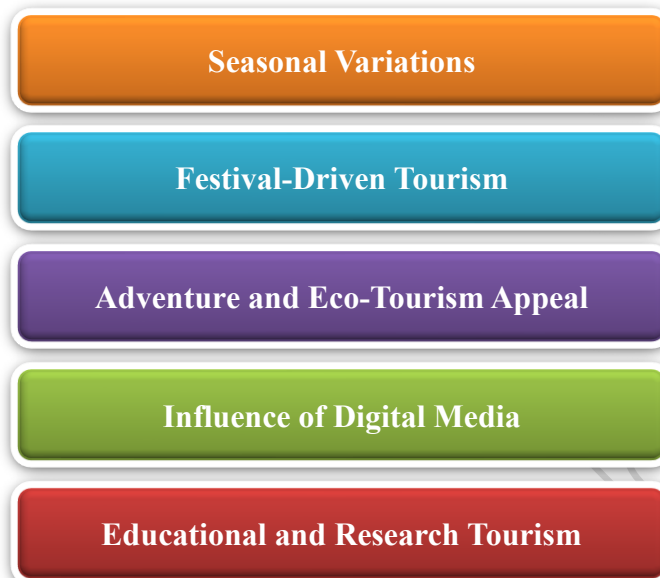 Seasonal Variations
Festival-Driven Tourism
Adventure and Eco-Tourism Appeal
Influence of Digital Media
Educational and Research Tourism